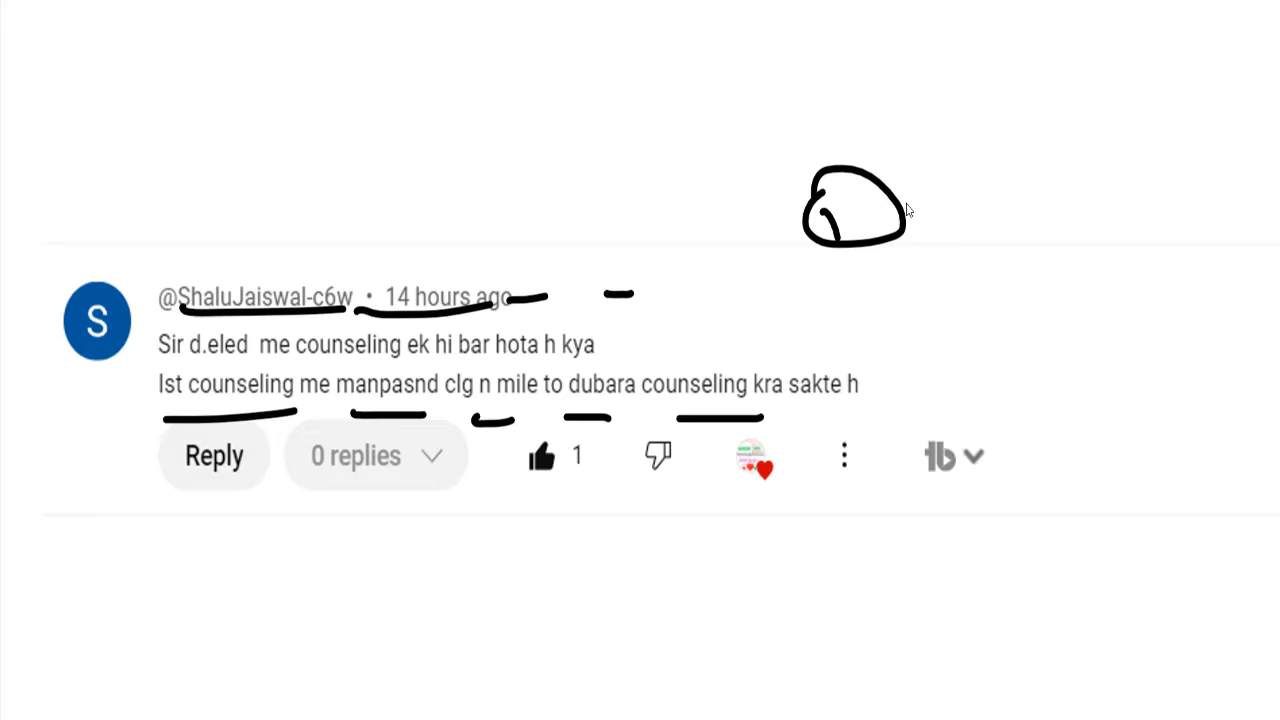 @ShaluJaiswal-c6w • 14 hours ago
S
Sir d.eled me counseling ek hi bar hota h kya
Ist counseling me manpasnd clg n mile to dubara counseling kra sakte h
Reply 0 replies 1 tb